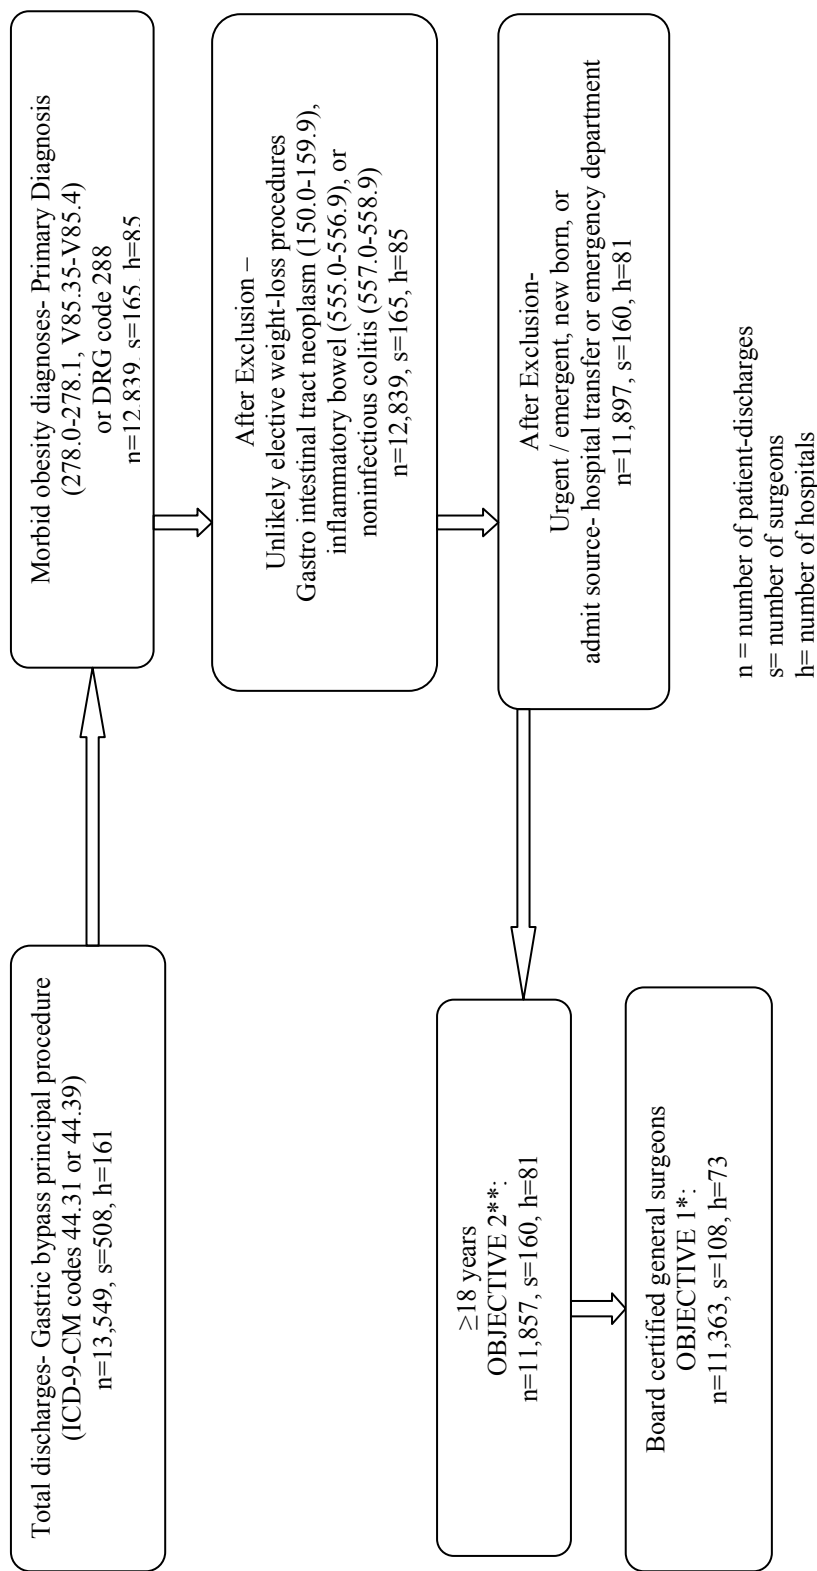 Total discharges- Gastric bypass principal procedure
(ICD-9-CM codes 44.31 or 44.39)
n=13,549, s=508, h=161
Morbid obesity diagnoses- Primary Diagnosis
(278.0-278.1, V85.35-V85.4)
or DRG code 288
n=12,839, s=165, h=85
After Exclusion –
Unlikely elective weight-loss procedures
Gastro intestinal tract neoplasm (150.0-159.9),
inflammatory bowel (555.0-556.9), or
noninfectious colitis (557.0-558.9)
n=12,839, s=165, h=85
After Exclusion-
Urgent / emergent, new born, or
admit source- hospital transfer or emergency department
n=11,897, s=160, h=81
≥18 years
OBJECTIVE 2**:
n=11,857, s=160, h=81
Board certified general surgeons
OBJECTIVE 1*:
n=11,363, s=108, h=73
n = number of patient-discharges
s= number of surgeons
h= number of hospitals